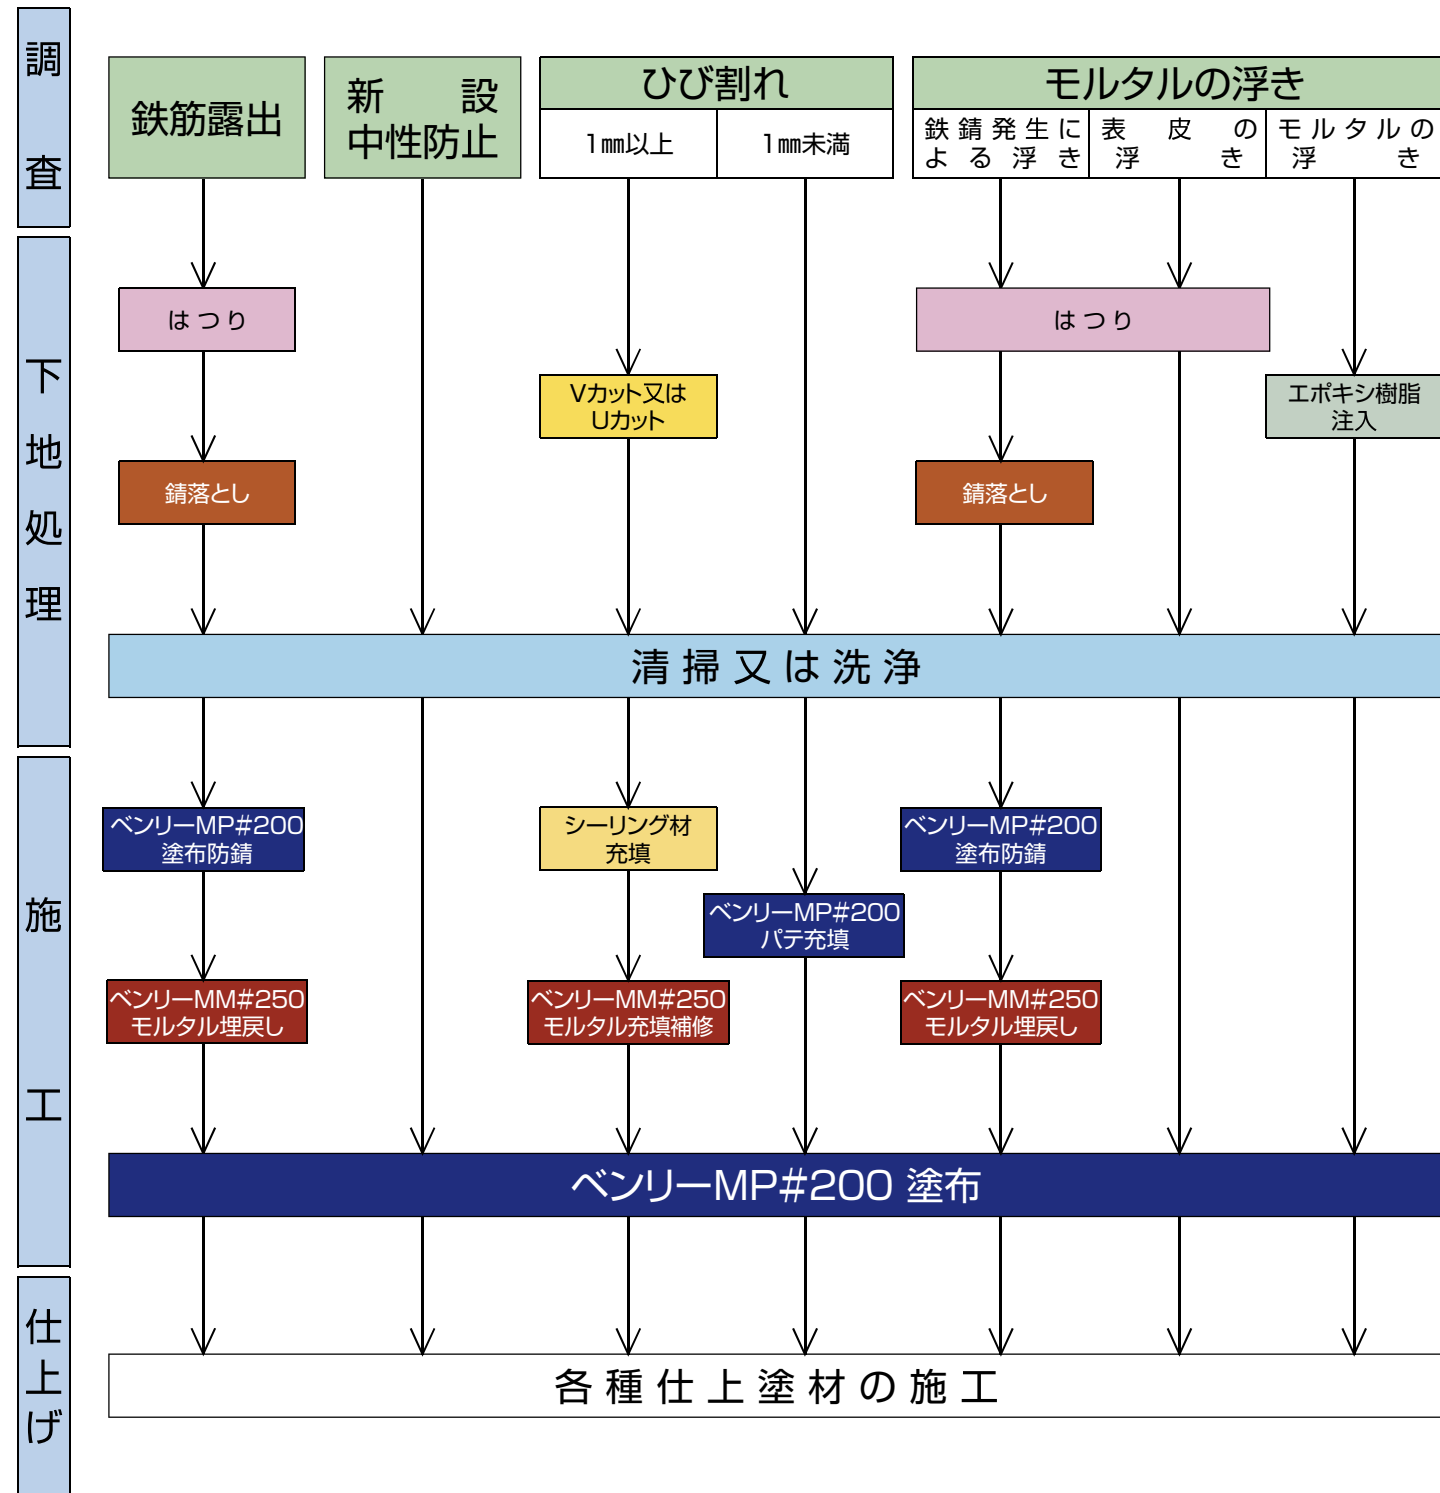 調査
鉄筋露出
新設
中性防止
ひび割れ
1㎜以上
1㎜未満
モルタルの浮き
鉄錆発生に
よる浮き
表皮の
浮き
モルタルの
浮き
下地処理
はつり
はつり
Vカット又は
Uカット
エポキシ樹脂
注入
錆落とし
錆落とし
清掃又は洗浄
施工
ベンリーMP#200
塗布防錆
シーリング材
充填
ベンリーMP#200
塗布防錆
ベンリーMP#200
パテ充填
ベンリーMM#250
モルタル埋戻し
ベンリーMM#250
モルタル充填補修
ベンリーMM#250
モルタル埋戻し
ベンリーMP#200 塗布
仕上げ
各種仕上塗材の施工